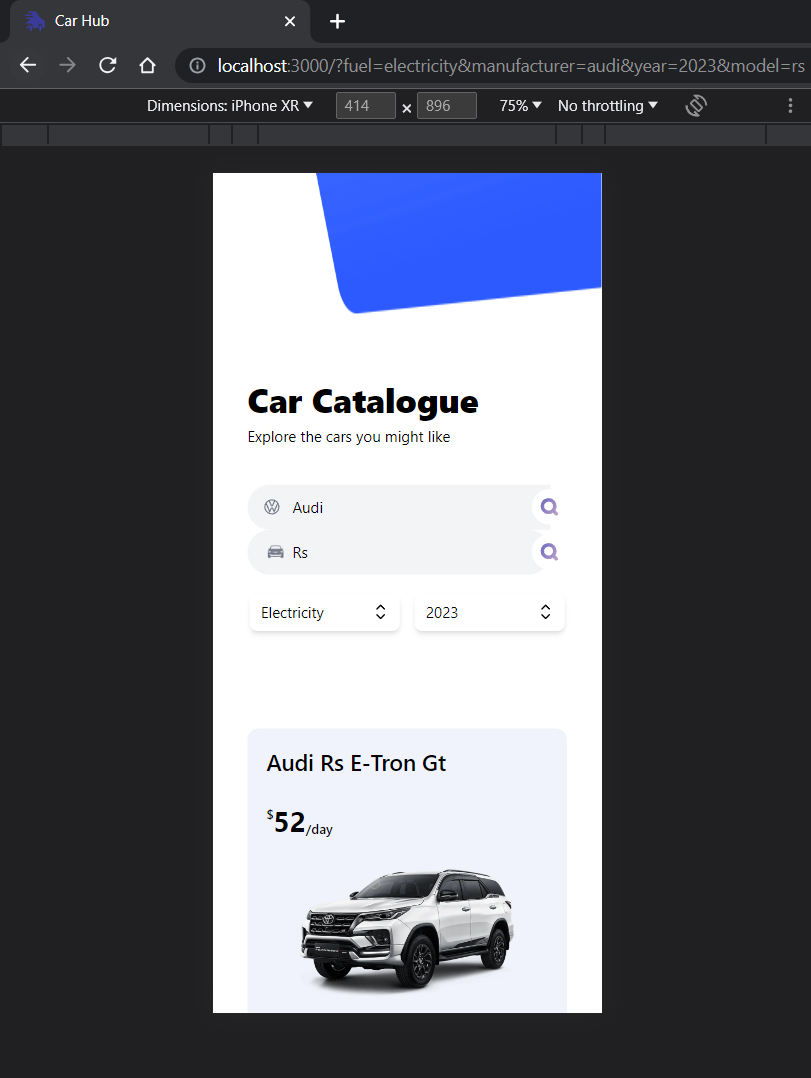 Car Hub
localhost:3000/?fuel=electricity&manufacturer=audi&year=2023&model=rs
Dimensions: iPhone XR 414 × 896 75% No throttling
Car Catalogue
Explore the cars you might like
Audi
Rs
Electricity 2023
Audi Rs E-Tron Gt
$52/day